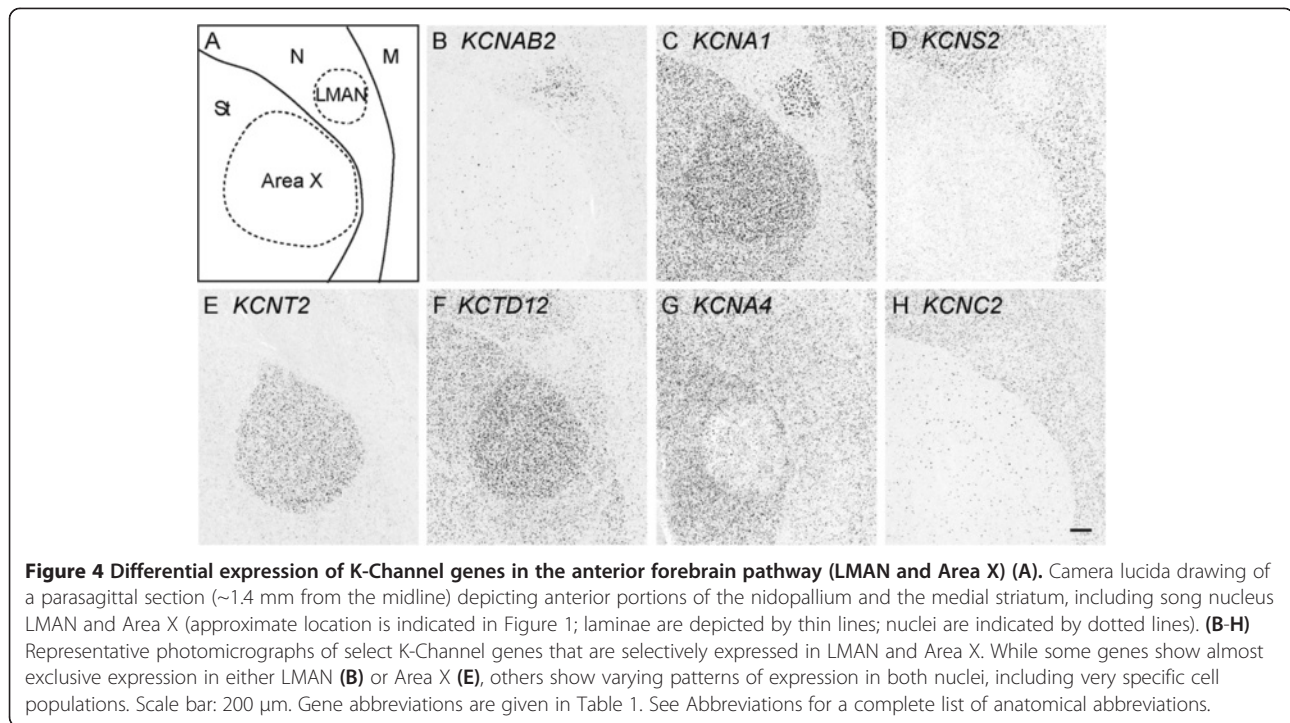 A
N
M
LMAN
St
Area X
B KCNAB2
C KCNA1
D KCNS2
E KCNT2
F KCTD12
G KCNA4
H KCNC2
Figure 4 Differential expression of K-Channel genes in the anterior forebrain pathway (LMAN and Area X) (A). Camera lucida drawing of
a parasagittal section (~1.4 mm from the midline) depicting anterior portions of the nidopallium and the medial striatum, including song nucleus
LMAN and Area X (approximate location is indicated in Figure 1; laminae are depicted by thin lines; nuclei are indicated by dotted lines). (B-H)
Representative photomicrographs of select K-Channel genes that are selectively expressed in LMAN and Area X. While some genes show almost
exclusive expression in either LMAN (B) or Area X (E), others show varying patterns of expression in both nuclei, including very specific cell
populations. Scale bar: 200 μm. Gene abbreviations are given in Table 1. See Abbreviations for a complete list of anatomical abbreviations.